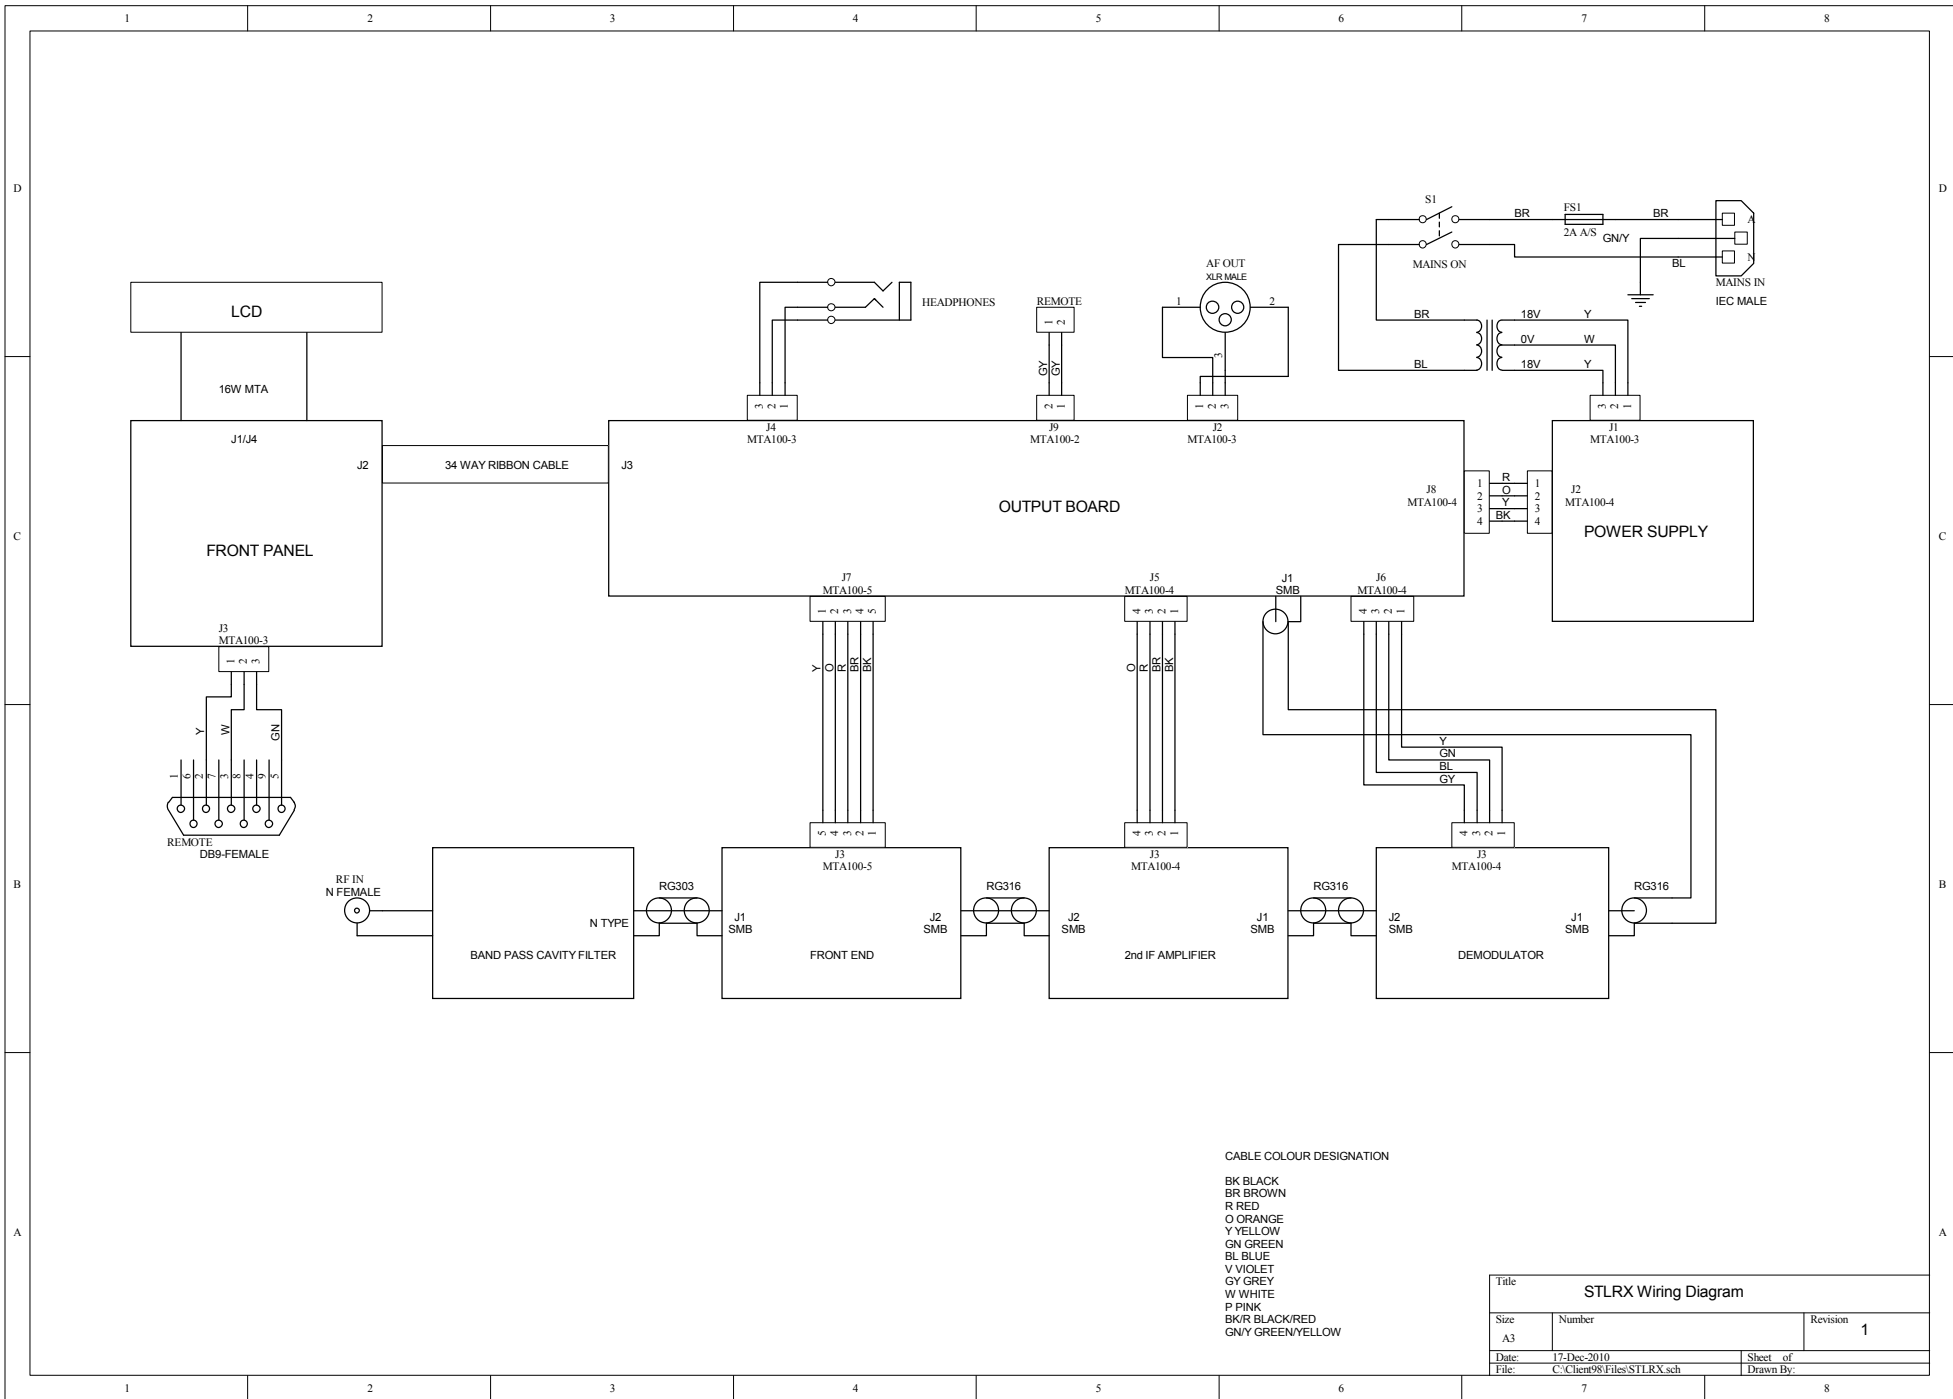 1 2 3 4 5 6 7 8
D D
S1
BR
FS1
BR
A
2A A/S
GN/Y
MAINS ON
BL
N
MAINS IN
IEC MALE
AF OUT
XLR MALE
1 2
3
LCD
HEADPHONES
REMOTE
1 2
BR
18V Y
0V W
BL
18V Y
GY GY
16W MTA
3 2 1
2 1
1 2 3
3 2 1
J1/J4
J4
MTA100-3
J9
MTA100-2
J2
MTA100-3
J1
MTA100-3
J2
34 WAY RIBBON CABLE
J3
J8
MTA100-4
1 R 1
2 O 2
3 Y 3
4 BK 4
J2
MTA100-4
OUTPUT BOARD
POWER SUPPLY
C C
FRONT PANEL
J7
MTA100-5
J5
MTA100-4
J1
SMB
J6
MTA100-4
1 2 3 4 5
4 3 2 1
4 3 2 1
J3
MTA100-3
1 2 3
Y O R BR BK
O R BR BK
Y W GN
Y
GN
BL
GY
1 6 2 7 3 8 4 9 5
REMOTE
DB9-FEMALE
5 4 3 2 1
4 3 2 1
4 3 2 1
J3
MTA100-5
J3
MTA100-4
J3
MTA100-4
B B
RF IN
N FEMALE
RG303
RG316
RG316
RG316
N TYPE
J1
SMB
J2
SMB
J2
SMB
J1
SMB
J2
SMB
J1
SMB
BAND PASS CAVITY FILTER
FRONT END
2nd IF AMPLIFIER
DEMODULATOR
CABLE COLOUR DESIGNATION
BK BLACK
BR BROWN
R RED
O ORANGE
Y YELLOW
GN GREEN
BL BLUE
V VIOLET
GY GREY
W WHITE
P PINK
BK/R BLACK/RED
GN/Y GREEN/YELLOW
A A
Title
STLRX Wiring Diagram
Size Number Revision
A3 1
Date: 17-Dec-2010 Sheet of
File: C:\Client98\Files\STLRX.sch Drawn By:
1 2 3 4 5 6 7 8